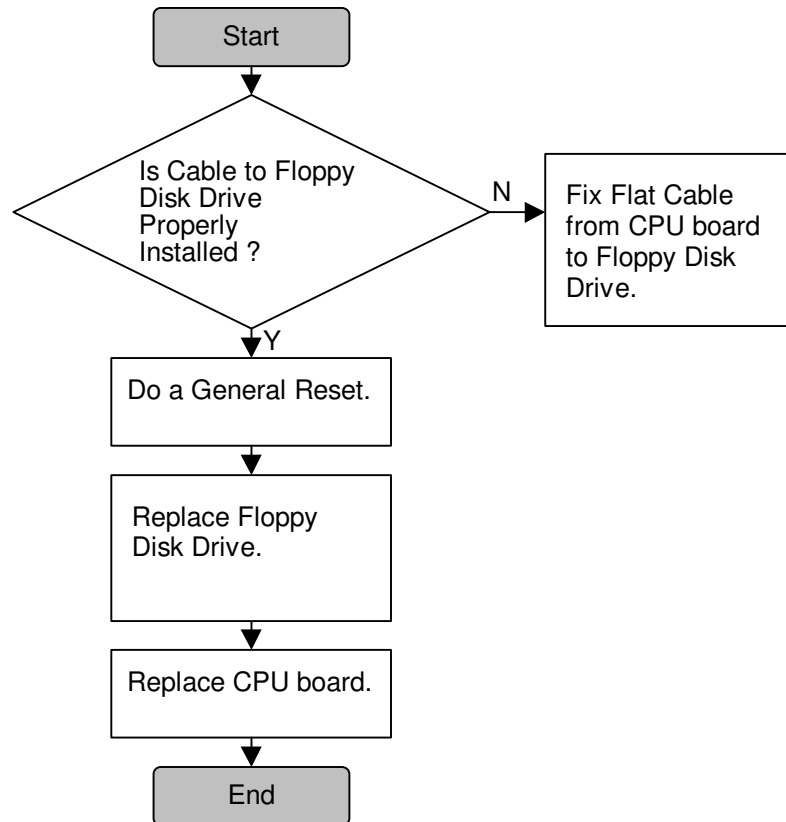 Start
Is Cable to Floppy
Disk Drive
Properly
Installed ?
N
Fix Flat Cable
from CPU board
to Floppy Disk
Drive.
Y
Do a General Reset.
Replace Floppy
Disk Drive.
Replace CPU board.
End